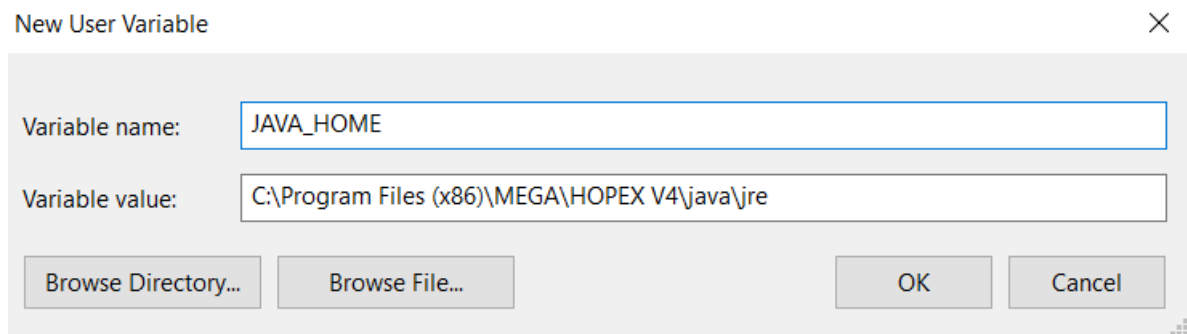 New User Variable
Variable name: JAVA_HOME
Variable value: C:\Program Files (x86)\MEGA\HOPEX V4\java\jre
Browse Directory... Browse File... OK Cancel